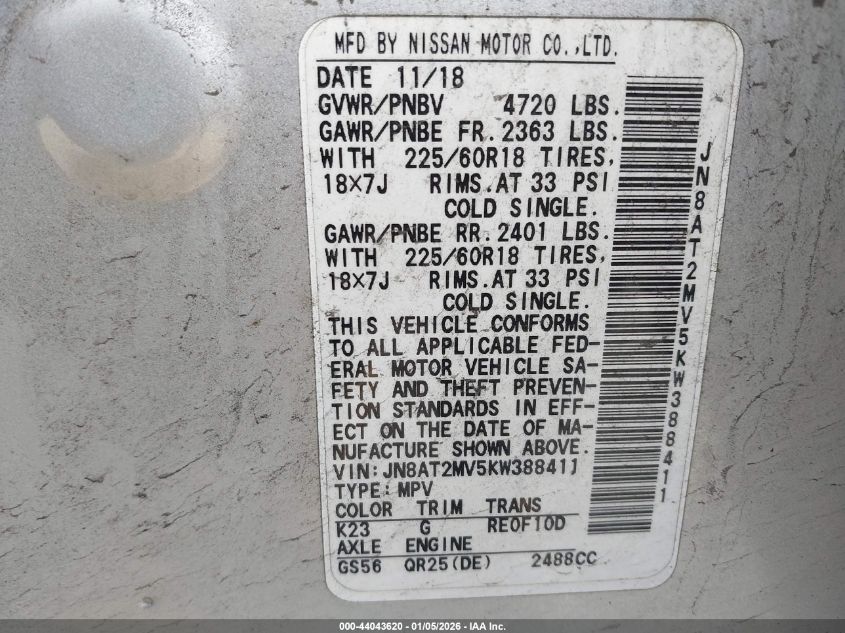 MFD BY NISSAN MOTOR CO.,LTD.
DATE 11/18
GVWR/PNBV 4720 LBS.
GAWR/PNBE FR. 2363 LBS.
WITH 225/60R18 TIRES,
18×7J RIMS.AT 33 PSI
COLD SINGLE.
GAWR/PNBE RR. 2401 LBS.
WITH 225/60R18 TIRES,
18×7J RIMS.AT 33 PSI
COLD SINGLE.
THIS VEHICLE CONFORMS
TO ALL APPLICABLE FED-
ERAL MOTOR VEHICLE SA-
FETY AND THEFT PREVEN-
TION STANDARDS IN EFF-
ECT ON THE DATE OF MA-
NUFACTURE SHOWN ABOVE.
VIN:JN8AT2MV5KW388411
TYPE:MPV
COLOR TRIM TRANS
K23 G RE0F10D
AXLE ENGINE
GS56 QR25(DE) 2488CC
JN8AT2MV5KW388411
000-44043620 - 01/05/2026 - IAA Inc.